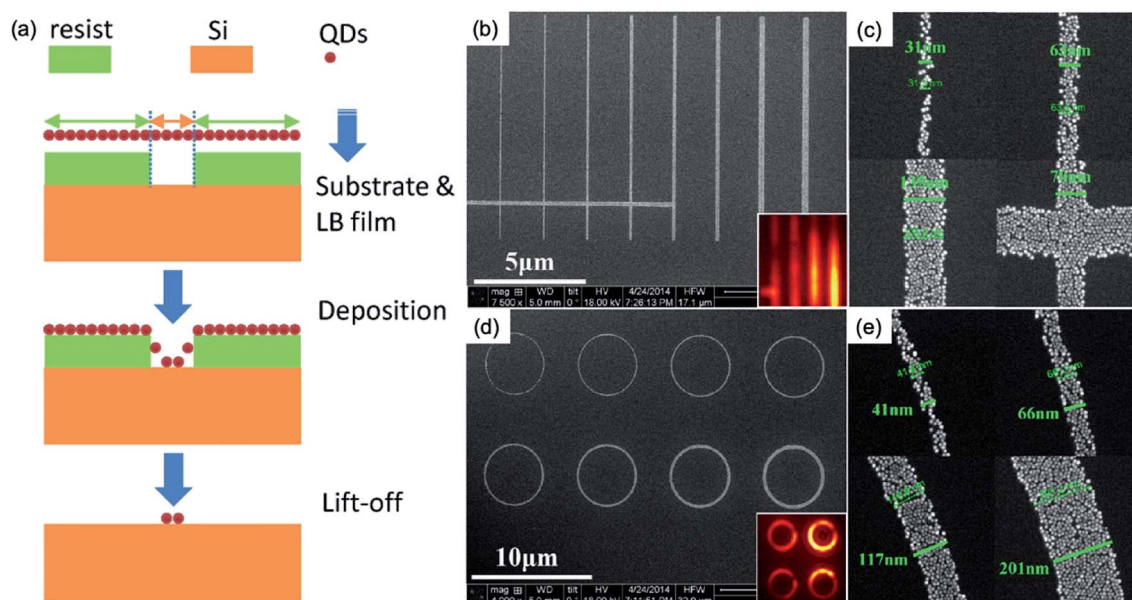 (a)
resist
Si
QDs
Substrate &
LB film
Deposition
Lift-off
(b)
5μm
mag WD tilt HV 4/24/2014 HFW
7 500 x 5.0 mm 0° 18.00 kV 7:26:13 PM 17.1 μm
(c)
31nm
63nm
(d)
10μm
mag WD tilt HV 4/24/2014 HFW
(e)
41nm
66nm
117nm
201nm